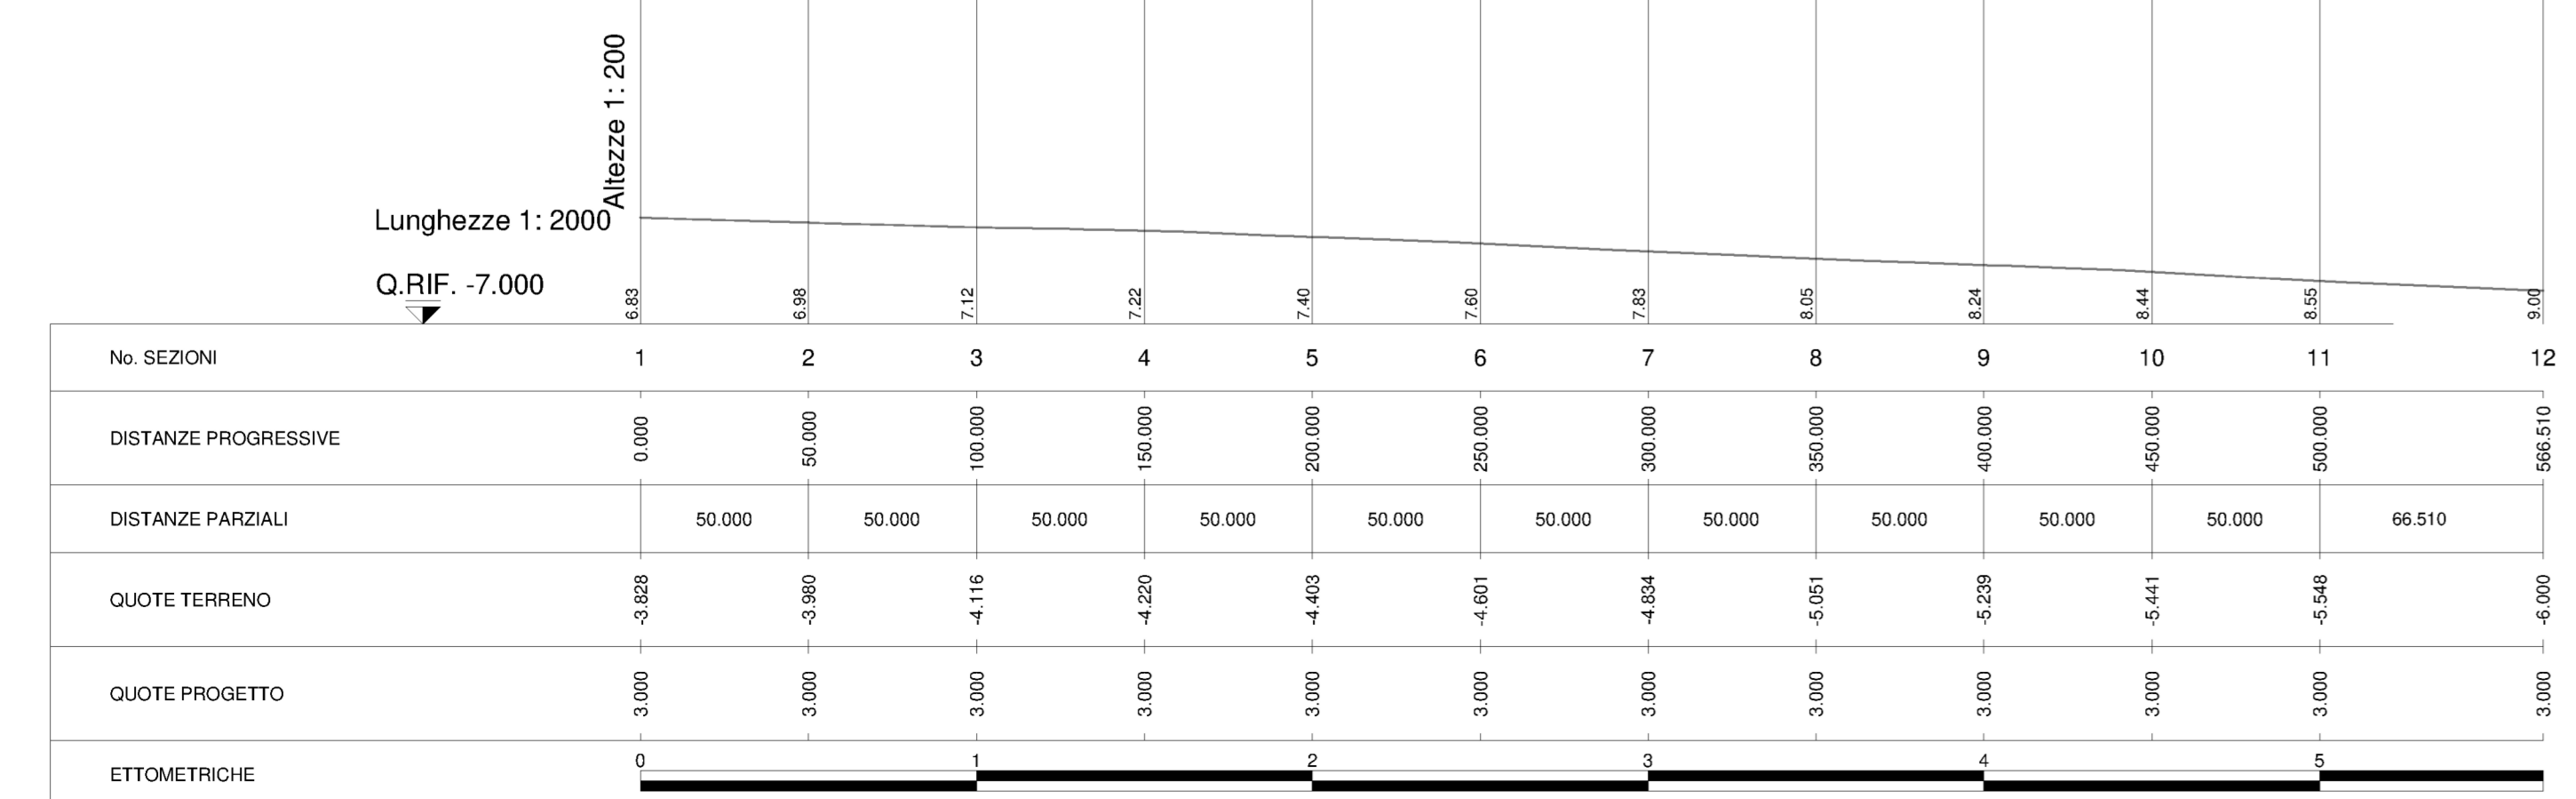 Altezze 1: 200
Lunghezze 1: 2000
Q.RIF. -7.000
6.83 6.98 7.12 7.22 7.40 7.60 7.83 8.05 8.24 8.44 8.55 9.00
No. SEZIONI 1 2 3 4 5 6 7 8 9 10 11 12
DISTANZE PROGRESSIVE 0.000 50.000 100.000 150.000 200.000 250.000 300.000 350.000 400.000 450.000 500.000 566.510
DISTANZE PARZIALI 50.000 50.000 50.000 50.000 50.000 50.000 50.000 50.000 50.000 50.000 66.510
QUOTE TERRENO -3.828 -3.980 -4.116 -4.220 -4.403 -4.601 -4.834 -5.051 -5.239 -5.441 -5.548 -6.000
QUOTE PROGETTO 3.000 3.000 3.000 3.000 3.000 3.000 3.000 3.000 3.000 3.000 3.000 3.000
ETTOMETRICHE 0 1 2 3 4 5